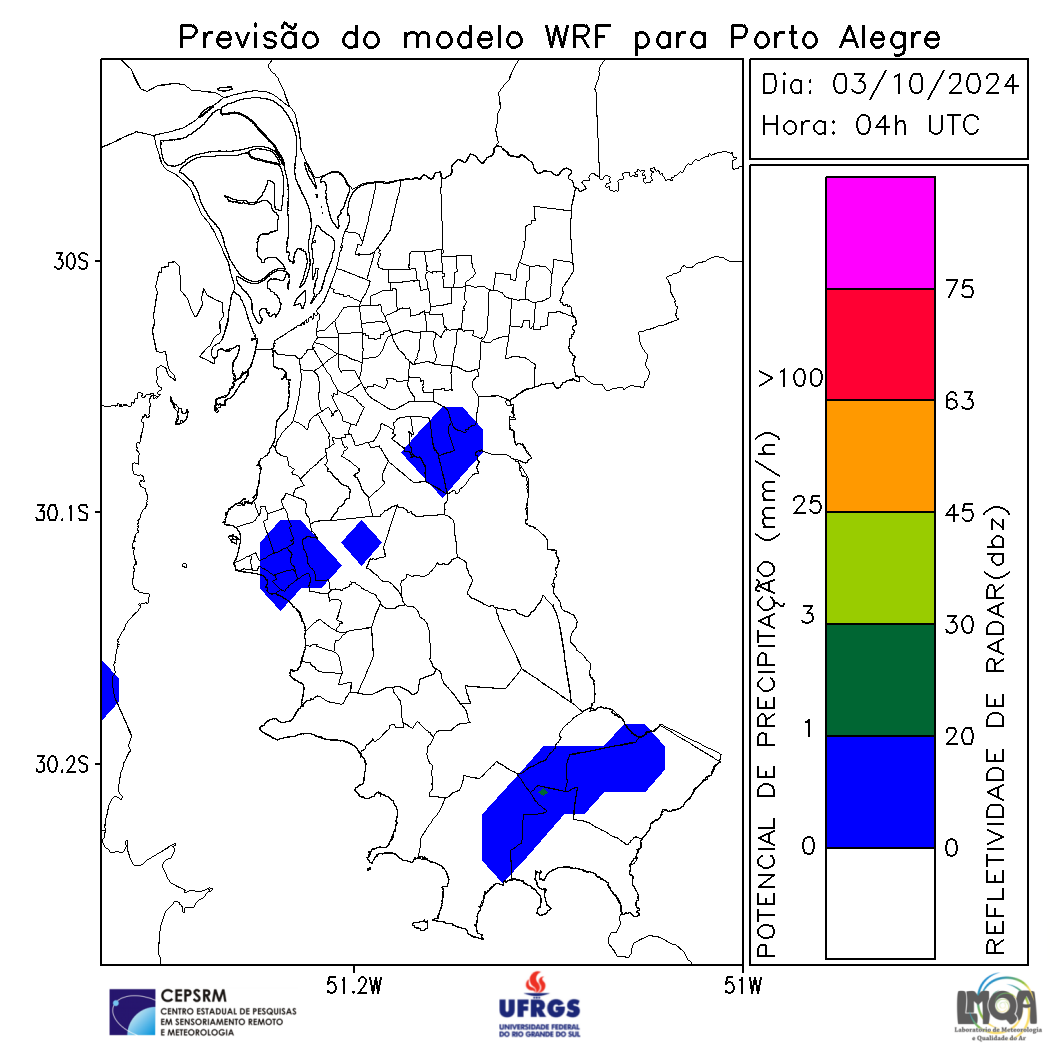 Previsão do modelo WRF para Porto Alegre
Dia: 03/10/2024
Hora: 04h UTC
30S
30.1S
30.2S
51.2W
51W
>100
25
3
1
0
75
63
45
30
20
0
POTENCIAL DE PRECIPITAÇÃO (mm/h)
REFLETIVIDADE DE RADAR(dbz)
CEPSRM
CENTRO ESTADUAL DE PESQUISAS
EM SENSORIAMENTO REMOTO
E METEOROLOGIA
UFRGS
UNIVERSIDADE FEDERAL
DO RIO GRANDE DO SUL
LMQA
Laboratório de Meteorologia
e Qualidade do Ar